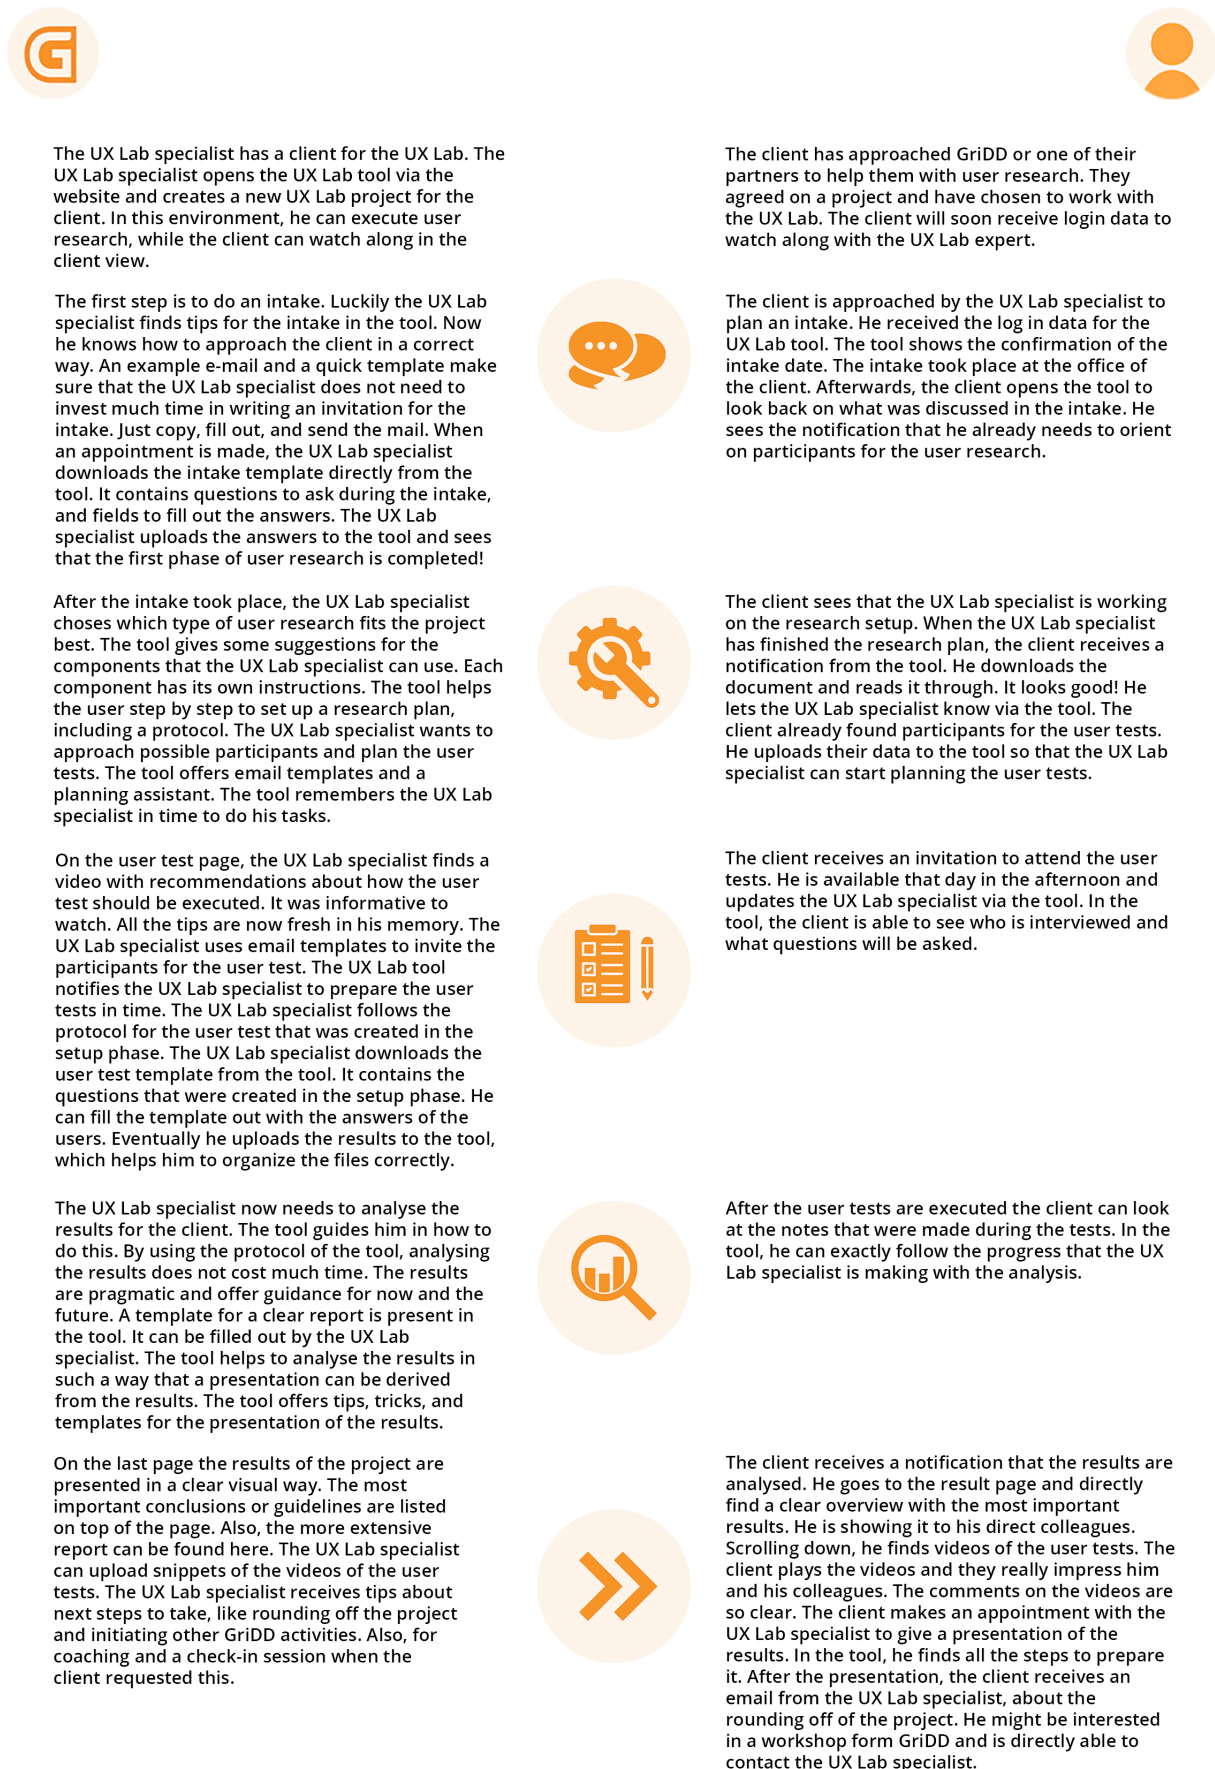 G
The UX Lab specialist has a client for the UX Lab. The
UX Lab specialist opens the UX Lab tool via the
website and creates a new UX Lab project for the
client. In this environment, he can execute user
research, while the client can watch along in the
client view.
The client has approached GriDD or one of their
partners to help them with user research. They
agreed on a project and have chosen to work with
the UX Lab. The client will soon receive login data to
watch along with the UX Lab expert.
The first step is to do an intake. Luckily the UX Lab
specialist finds tips for the intake in the tool. Now
he knows how to approach the client in a correct
way. An example e-mail and a quick template make
sure that the UX Lab specialist does not need to
invest much time in writing an invitation for the
intake. Just copy, fill out, and send the mail. When
an appointment is made, the UX Lab specialist
downloads the intake template directly from the
tool. It contains questions to ask during the intake,
and fields to fill out the answers. The UX Lab
specialist uploads the answers to the tool and sees
that the first phase of user research is completed!
The client is approached by the UX Lab specialist to
plan an intake. He received the log in data for the
UX Lab tool. The tool shows the confirmation of the
intake date. The intake took place at the office of
the client. Afterwards, the client opens the tool to
look back on what was discussed in the intake. He
sees the notification that he already needs to orient
on participants for the user research.
After the intake took place, the UX Lab specialist
choses which type of user research fits the project
best. The tool gives some suggestions for the
components that the UX Lab specialist can use. Each
component has its own instructions. The tool helps
the user step by step to set up a research plan,
including a protocol. The UX Lab specialist wants to
approach possible participants and plan the user
tests. The tool offers email templates and a
planning assistant. The tool remembers the UX Lab
specialist in time to do his tasks.
The client sees that the UX Lab specialist is working
on the research setup. When the UX Lab specialist
has finished the research plan, the client receives a
notification from the tool. He downloads the
document and reads it through. It looks good! He
lets the UX Lab specialist know via the tool. The
client already found participants for the user tests.
He uploads their data to the tool so that the UX Lab
specialist can start planning the user tests.
On the user test page, the UX Lab specialist finds a
video with recommendations about how the user
test should be executed. It was informative to
watch. All the tips are now fresh in his memory. The
UX Lab specialist uses email templates to invite the
participants for the user test. The UX Lab tool
notifies the UX Lab specialist to prepare the user
tests in time. The UX Lab specialist follows the
protocol for the user test that was created in the
setup phase. The UX Lab specialist downloads the
user test template from the tool. It contains the
questions that were created in the setup phase. He
can fill the template out with the answers of the
users. Eventually he uploads the results to the tool,
which helps him to organize the files correctly.
The client receives an invitation to attend the user
tests. He is available that day in the afternoon and
updates the UX Lab specialist via the tool. In the
tool, the client is able to see who is interviewed and
what questions will be asked.
The UX Lab specialist now needs to analyse the
results for the client. The tool guides him in how to
do this. By using the protocol of the tool, analysing
the results does not cost much time. The results
are pragmatic and offer guidance for now and the
future. A template for a clear report is present in
the tool. It can be filled out by the UX Lab
specialist. The tool helps to analyse the results in
such a way that a presentation can be derived
from the results. The tool offers tips, tricks, and
templates for the presentation of the results.
After the user tests are executed the client can look
at the notes that were made during the tests. In the
tool, he can exactly follow the progress that the UX
Lab specialist is making with the analysis.
On the last page the results of the project are
presented in a clear visual way. The most
important conclusions or guidelines are listed
on top of the page. Also, the more extensive
report can be found here. The UX Lab specialist
can upload snippets of the videos of the user
tests. The UX Lab specialist receives tips about
next steps to take, like rounding off the project
and initiating other GriDD activities. Also, for
coaching and a check-in session when the
client requested this.
The client receives a notification that the results are
analysed. He goes to the result page and directly
find a clear overview with the most important
results. He is showing it to his direct colleagues.
Scrolling down, he finds videos of the user tests. The
client plays the videos and they really impress him
and his colleagues. The comments on the videos are
so clear. The client makes an appointment with the
UX Lab specialist to give a presentation of the
results. In the tool, he finds all the steps to prepare
it. After the presentation, the client receives an
email from the UX Lab specialist, about the
rounding off of the project. He might be interested
in a workshop form GriDD and is directly able to
contact the UX Lab specialist.